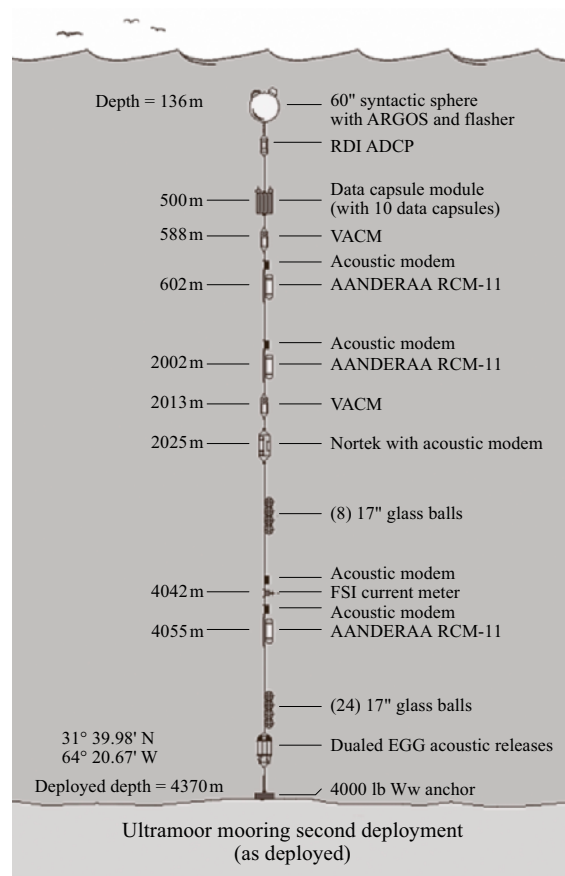 Depth = 136 m
60" syntactic sphere
with ARGOS and flasher
RDI ADCP
500 m
Data capsule module
(with 10 data capsules)
588 m
VACM
Acoustic modem
602 m
AANDERAA RCM-11
Acoustic modem
2002 m
AANDERAA RCM-11
2013 m
VACM
2025 m
Nortek with acoustic modem
(8) 17" glass balls
Acoustic modem
4042 m
FSI current meter
Acoustic modem
4055 m
AANDERAA RCM-11
(24) 17" glass balls
31° 39.98' N
64° 20.67' W
Dualed EGG acoustic releases
Deployed depth = 4370 m
4000 lb Ww anchor
Ultramoor mooring second deployment
(as deployed)